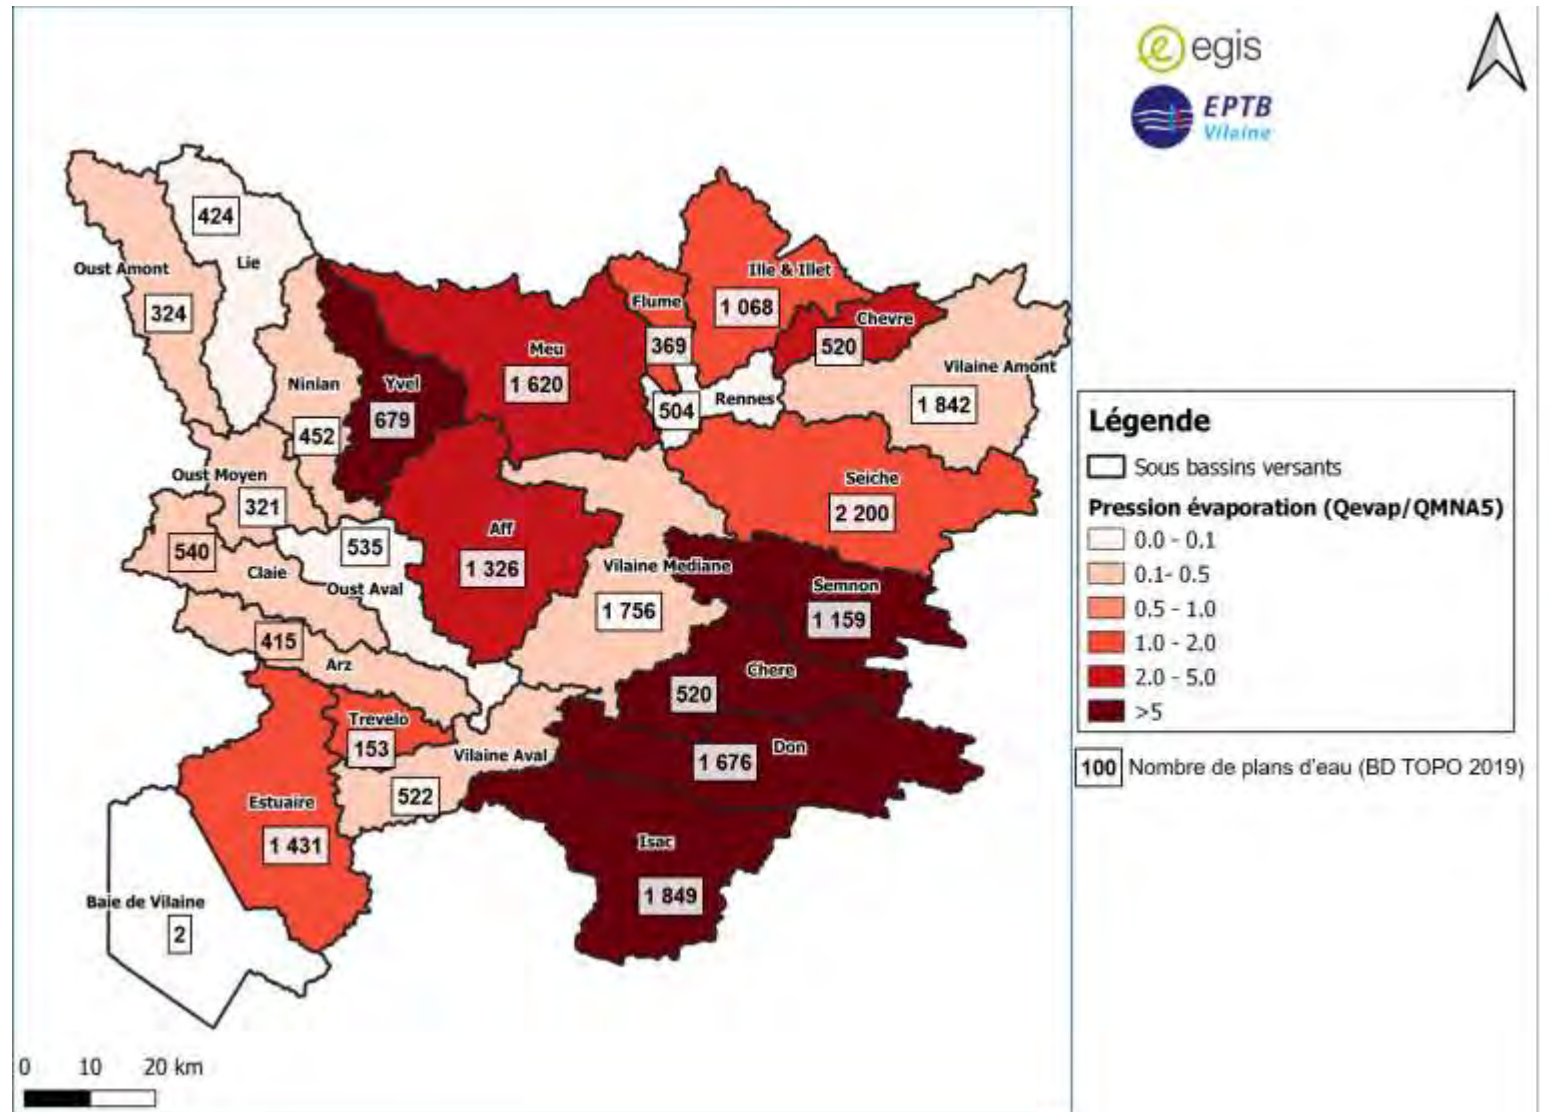 egis
EPTB
Vilaine
424
Lie
Oust Amont
324
Ille & Illet
Flume
1 068
Chevre
369
520
Meu
1 620
Vilaine Amont
Ninian
Yvel
679
504
Rennes
1 842
452
Oust Moyen
321
Seiche
2 200
540
535
Aff
1 326
Claie
Oust Aval
Vilaine Mediane
1 756
Semnon
1 159
415
Arz
Chere
520
Trevelo
153
Vilaine Aval
522
Don
1 676
Estuaire
1 431
Isac
1 849
Baie de Vilaine
2
0 10 20 km
Légende
Sous bassins versants
Pression évaporation (Qevap/QMNA5)
0.0 - 0.1
0.1- 0.5
0.5 - 1.0
1.0 - 2.0
2.0 - 5.0
>5
100 Nombre de plans d'eau (BD TOPO 2019)